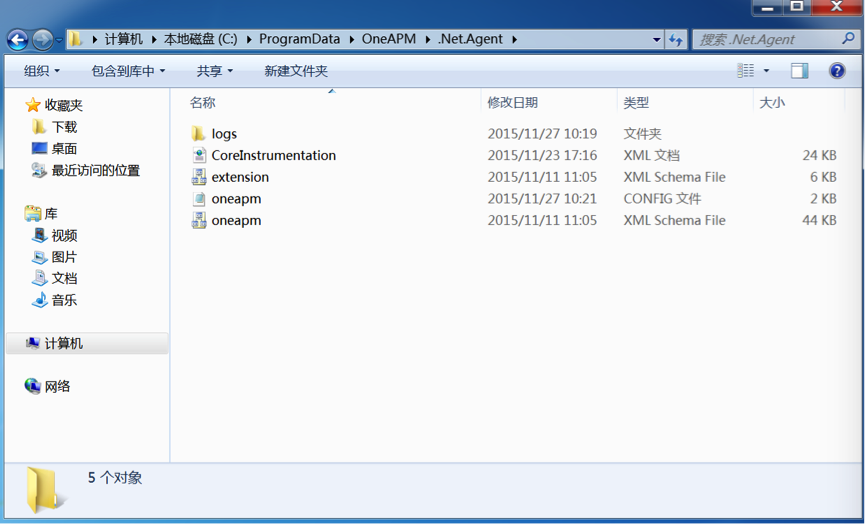 计算机 本地磁盘 (C:) ProgramData OneAPM .Net.Agent 搜索 .Net.Agent
组织 包含到库中 共享 新建文件夹
收藏夹
下载
桌面
最近访问的位置
库
视频
图片
文档
音乐
计算机
网络
名称 修改日期 类型 大小
logs 2015/11/27 10:19 文件夹
CoreInstrumentation 2015/11/23 17:16 XML 文档 24 KB
extension 2015/11/11 11:05 XML Schema File 6 KB
oneapm 2015/11/27 10:21 CONFIG 文件 2 KB
oneapm 2015/11/11 11:05 XML Schema File 44 KB
5 个对象